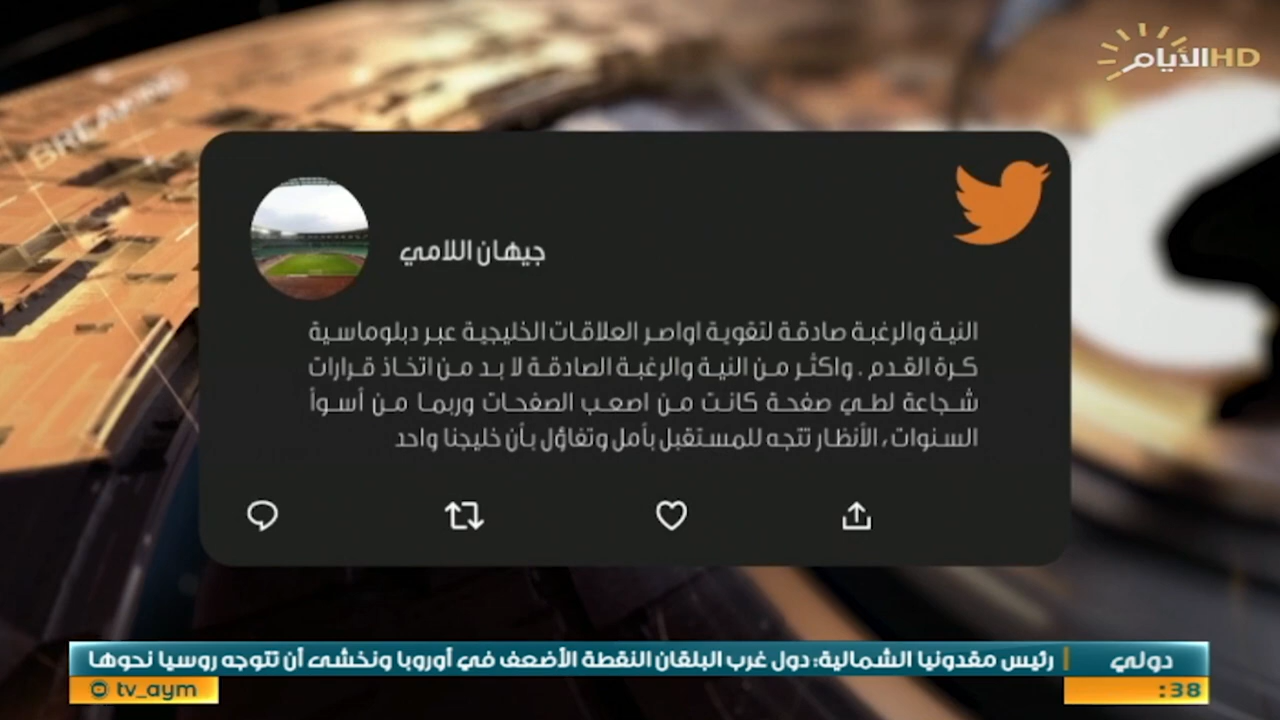 BREAKING
الأيام HD
جيهان اللامي
النية والرغبة صادقة لتقوية اواصر العلاقات الخليجية عبر دبلوماسية
كرة القدم . واكثر من النية والرغبة الصادقة لا بد من اتخاذ قرارات
شجاعة لطي صفحة كانت من اصعب الصفحات وربما من أسوأ
السنوات، الأنظار تتجه للمستقبل بأمل وتفاؤل بأن خليجنا واحد
دولي | رئيس مقدونيا الشمالية: دول غرب البلقان النقطة الأضعف في أوروبا ونخشى أن تتوجه روسيا نحوها
:38
tv_aym